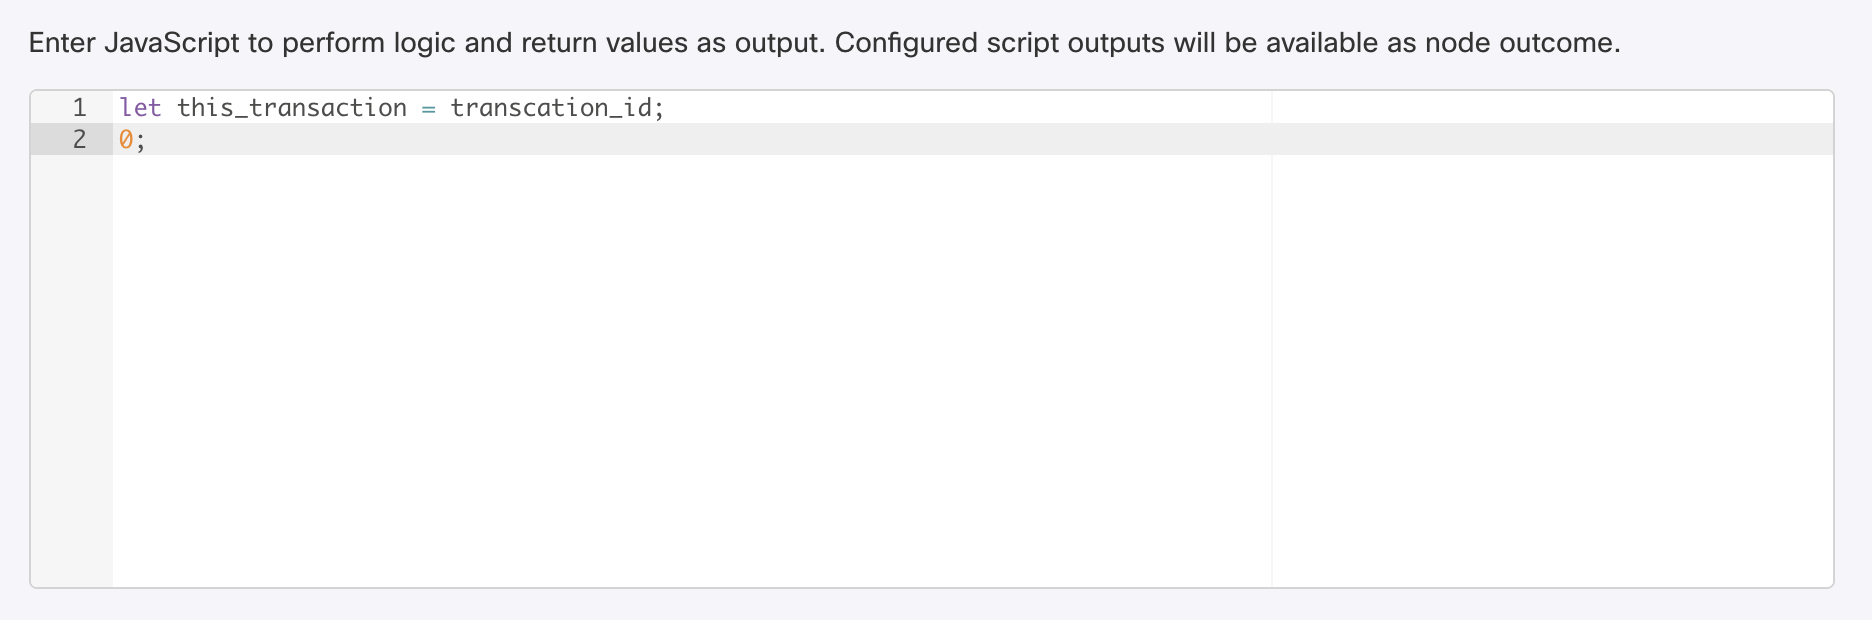 Enter JavaScript to perform logic and return values as output. Configured script outputs will be available as node outcome.
1 let this_transaction = transcation_id;
2 0;